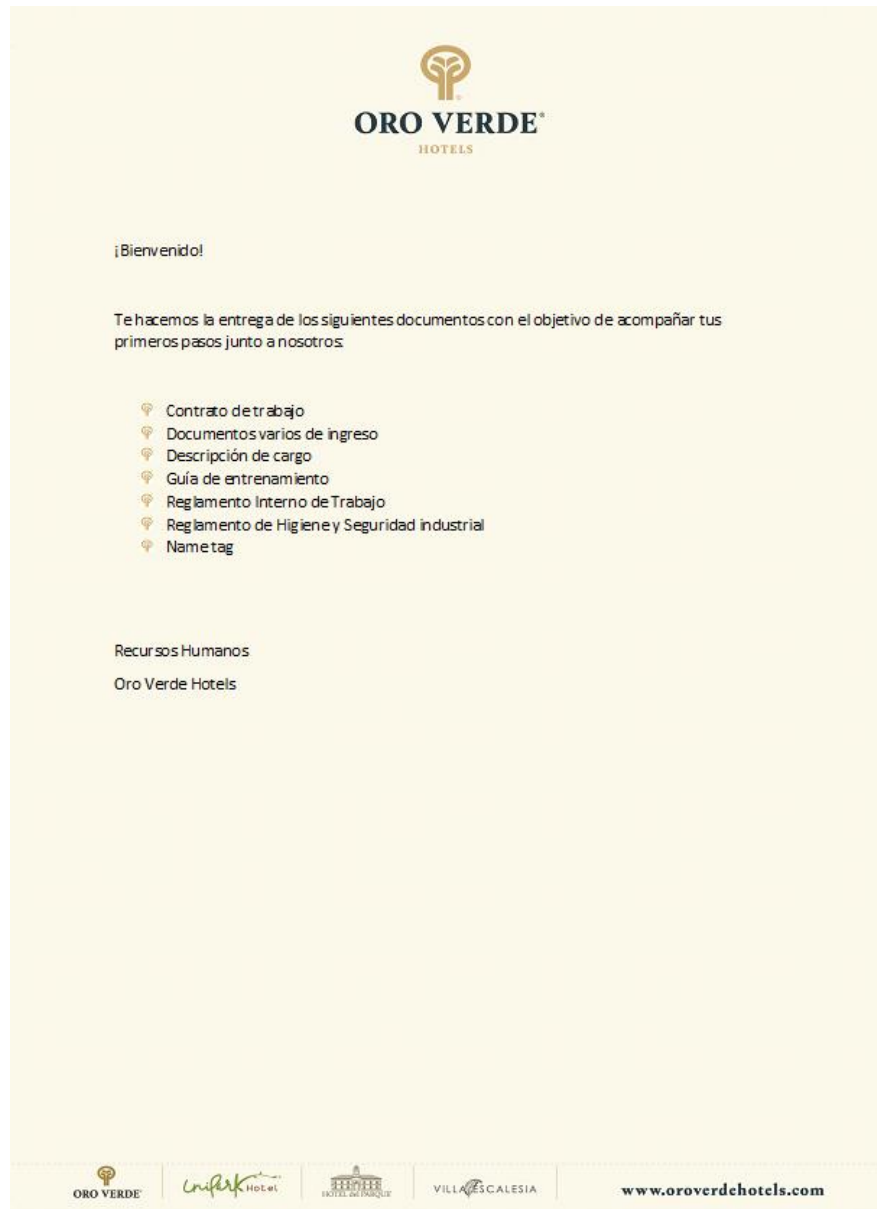 ORO VERDE®
HOTELS
¡Bienvenido!
Te hacemos la entrega de los siguientes documentos con el objetivo de acompañar tus
primeros pasos junto a nosotros:
Contrato de trabajo
Documentos varios de ingreso
Descripción de cargo
Guía de entrenamiento
Reglamento Interno de Trabajo
Reglamento de Higiene y Seguridad industrial
Name tag
Recursos Humanos
Oro Verde Hotels
ORO VERDE®
Unipark HOTEL
HOTEL del PARQUE
VILLA ESCALESIA
www.oroverdehotels.com